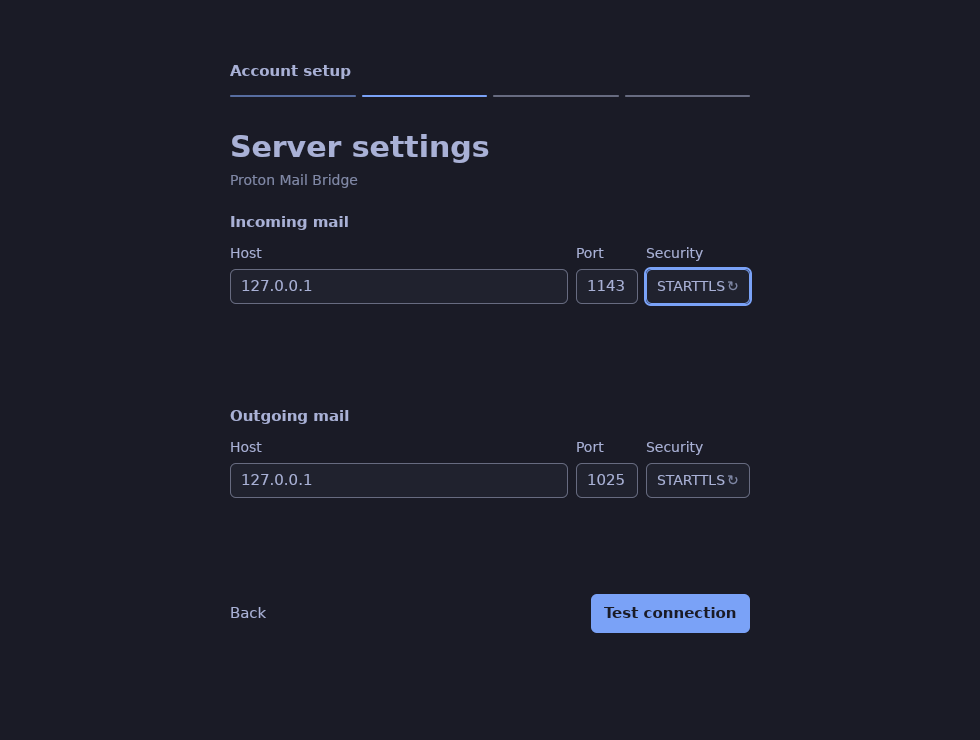 Account setup
Server settings
Proton Mail Bridge
Incoming mail
Host Port Security
127.0.0.1 1143 STARTTLS ↻
Outgoing mail
Host Port Security
127.0.0.1 1025 STARTTLS ↻
Back Test connection